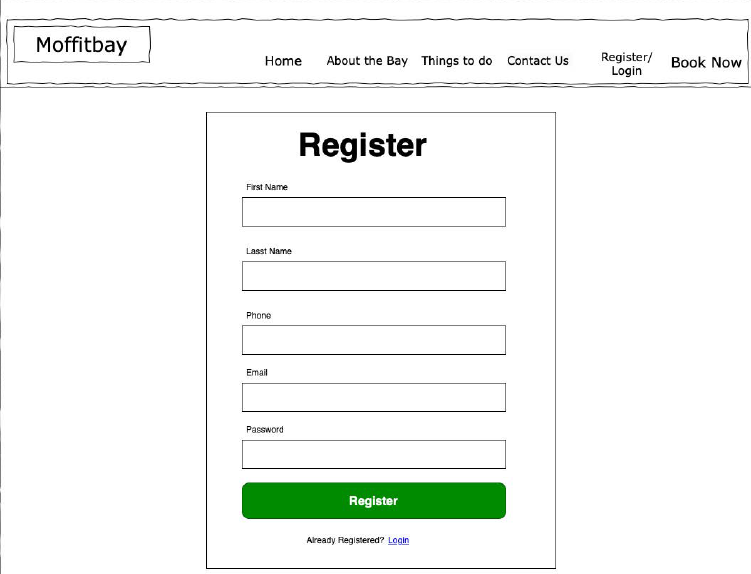 Moffitbay
Home
About the Bay
Things to do
Contact Us
Register/
Login
Book Now
Register
First Name
Lasst Name
Phone
Email
Password
Register
Already Registered? Login